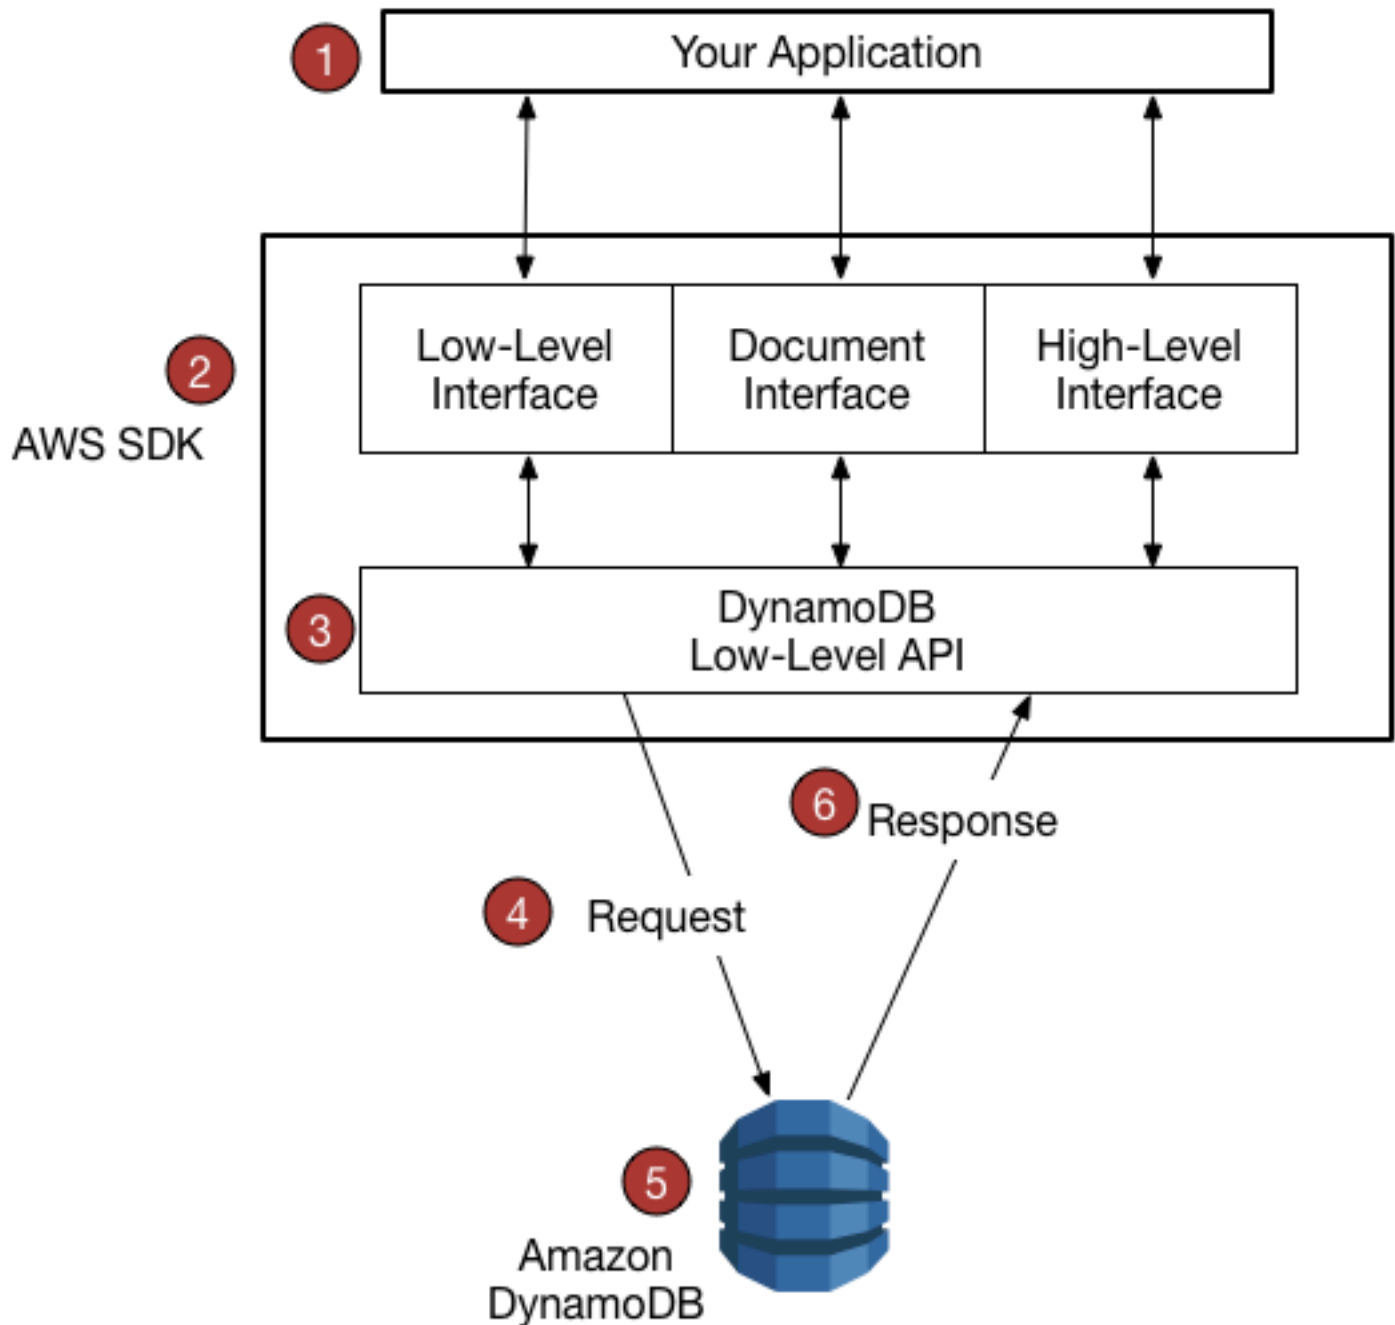 1
Your Application
2
AWS SDK
Low-Level
Interface
Document
Interface
High-Level
Interface
3
DynamoDB
Low-Level API
6
Response
4
Request
5
Amazon
DynamoDB